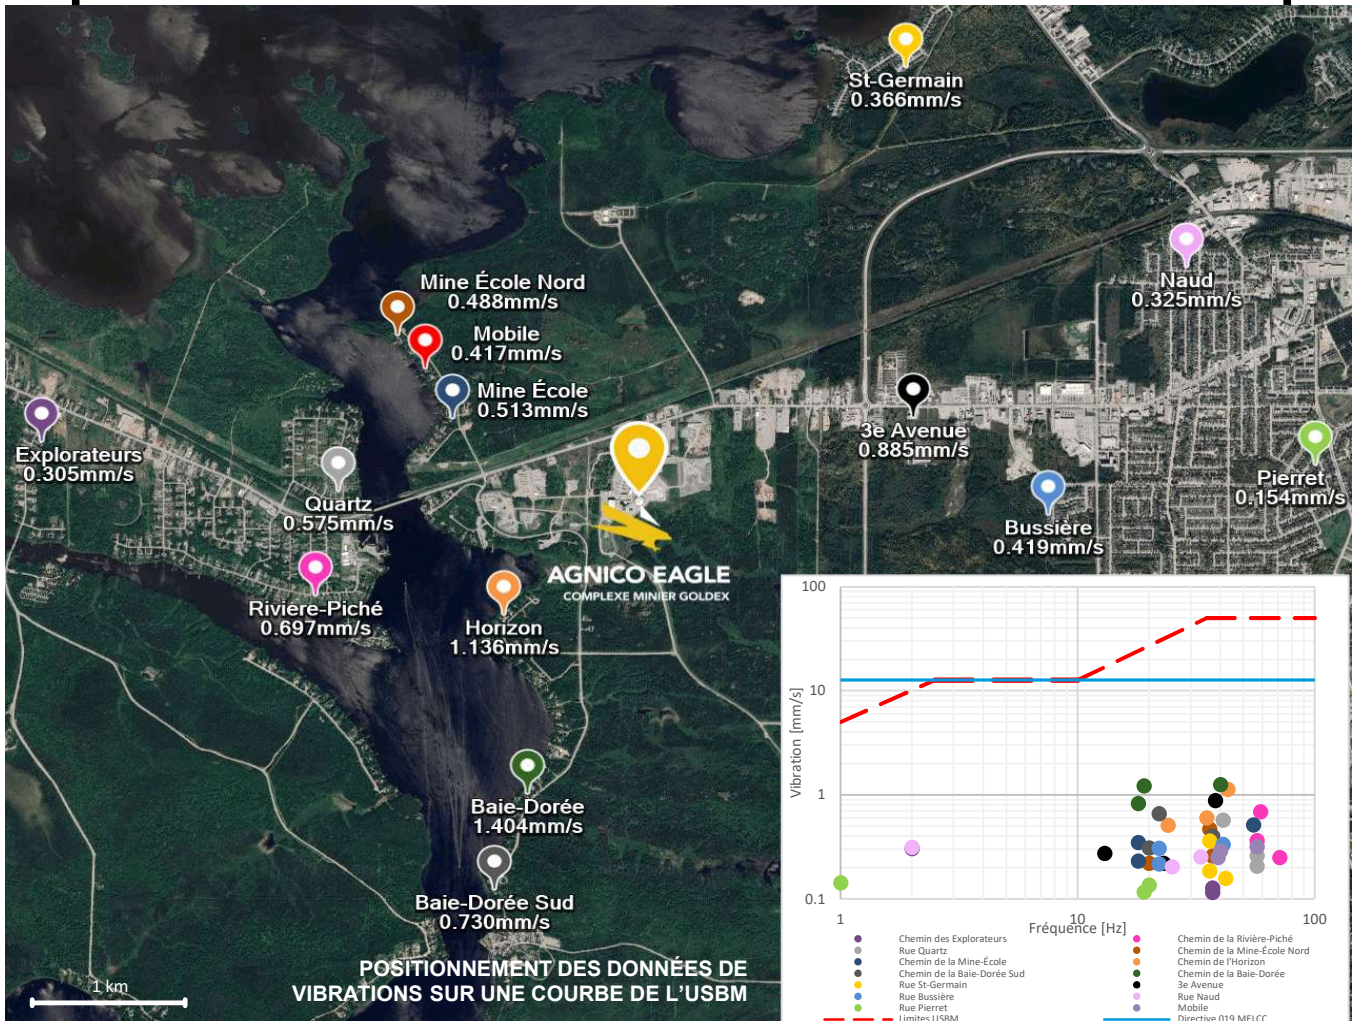 St-Germain
0.366mm/s
Naud
0.325mm/s
Mine École Nord
0.488mm/s
Mobile
0.417mm/s
Mine École
0.513mm/s
3e Avenue
0.885mm/s
Explorateurs
0.305mm/s
Quartz
0.575mm/s
Pierret
0.154mm/s
Bussière
0.419mm/s
AGNICO EAGLE
COMPLEXE MINIER GOLDEX
Riviere-Piché
0.697mm/s
Horizon
1.136mm/s
Baie-Dorée
1.404mm/s
Baie-Dorée Sud
0.730mm/s
POSITIONNEMENT DES DONNÉES DE
VIBRATIONS SUR UNE COURBE DE L'USBM
1 km
Vibration [mm/s]
100
10
1
0.1
1
10
100
Fréquence [Hz]
Chemin des Explorateurs
Chemin de la Rivière-Piché
Rue Quartz
Chemin de la Mine-École Nord
Chemin de la Mine-École
Chemin de l'Horizon
Chemin de la Baie-Dorée Sud
Chemin de la Baie-Dorée
Rue St-Germain
3e Avenue
Rue Bussière
Rue Naud
Rue Pierret
Mobile
Limites USBM
Directive 019 MELCC